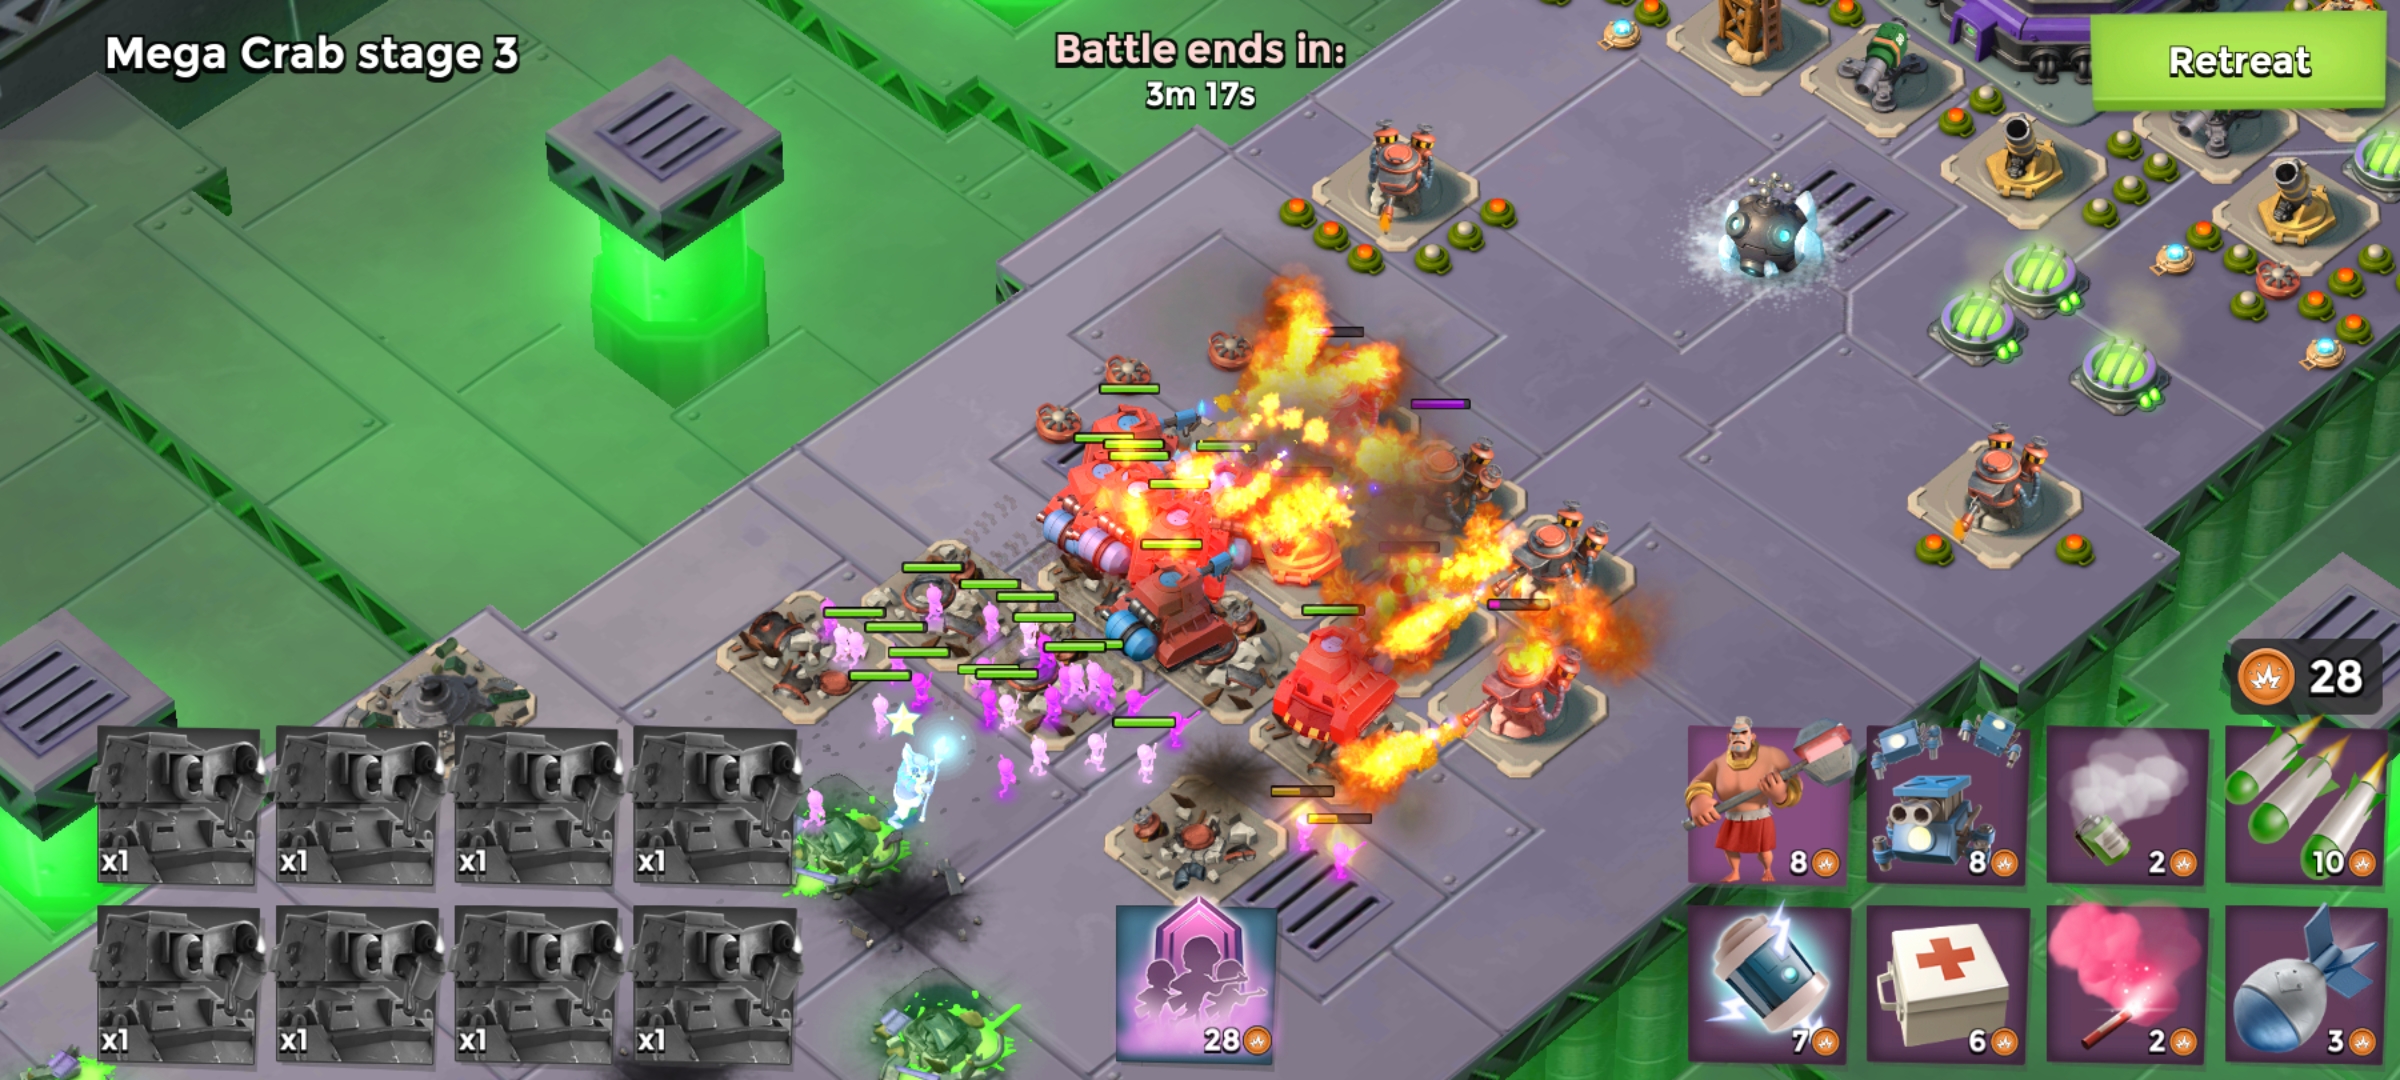 Mega Crab stage 3
Battle ends in:
3m 17s
Retreat
28
8
8
2
10
x1
x1
x1
x1
7
6
2
3
x1
x1
x1
x1
28